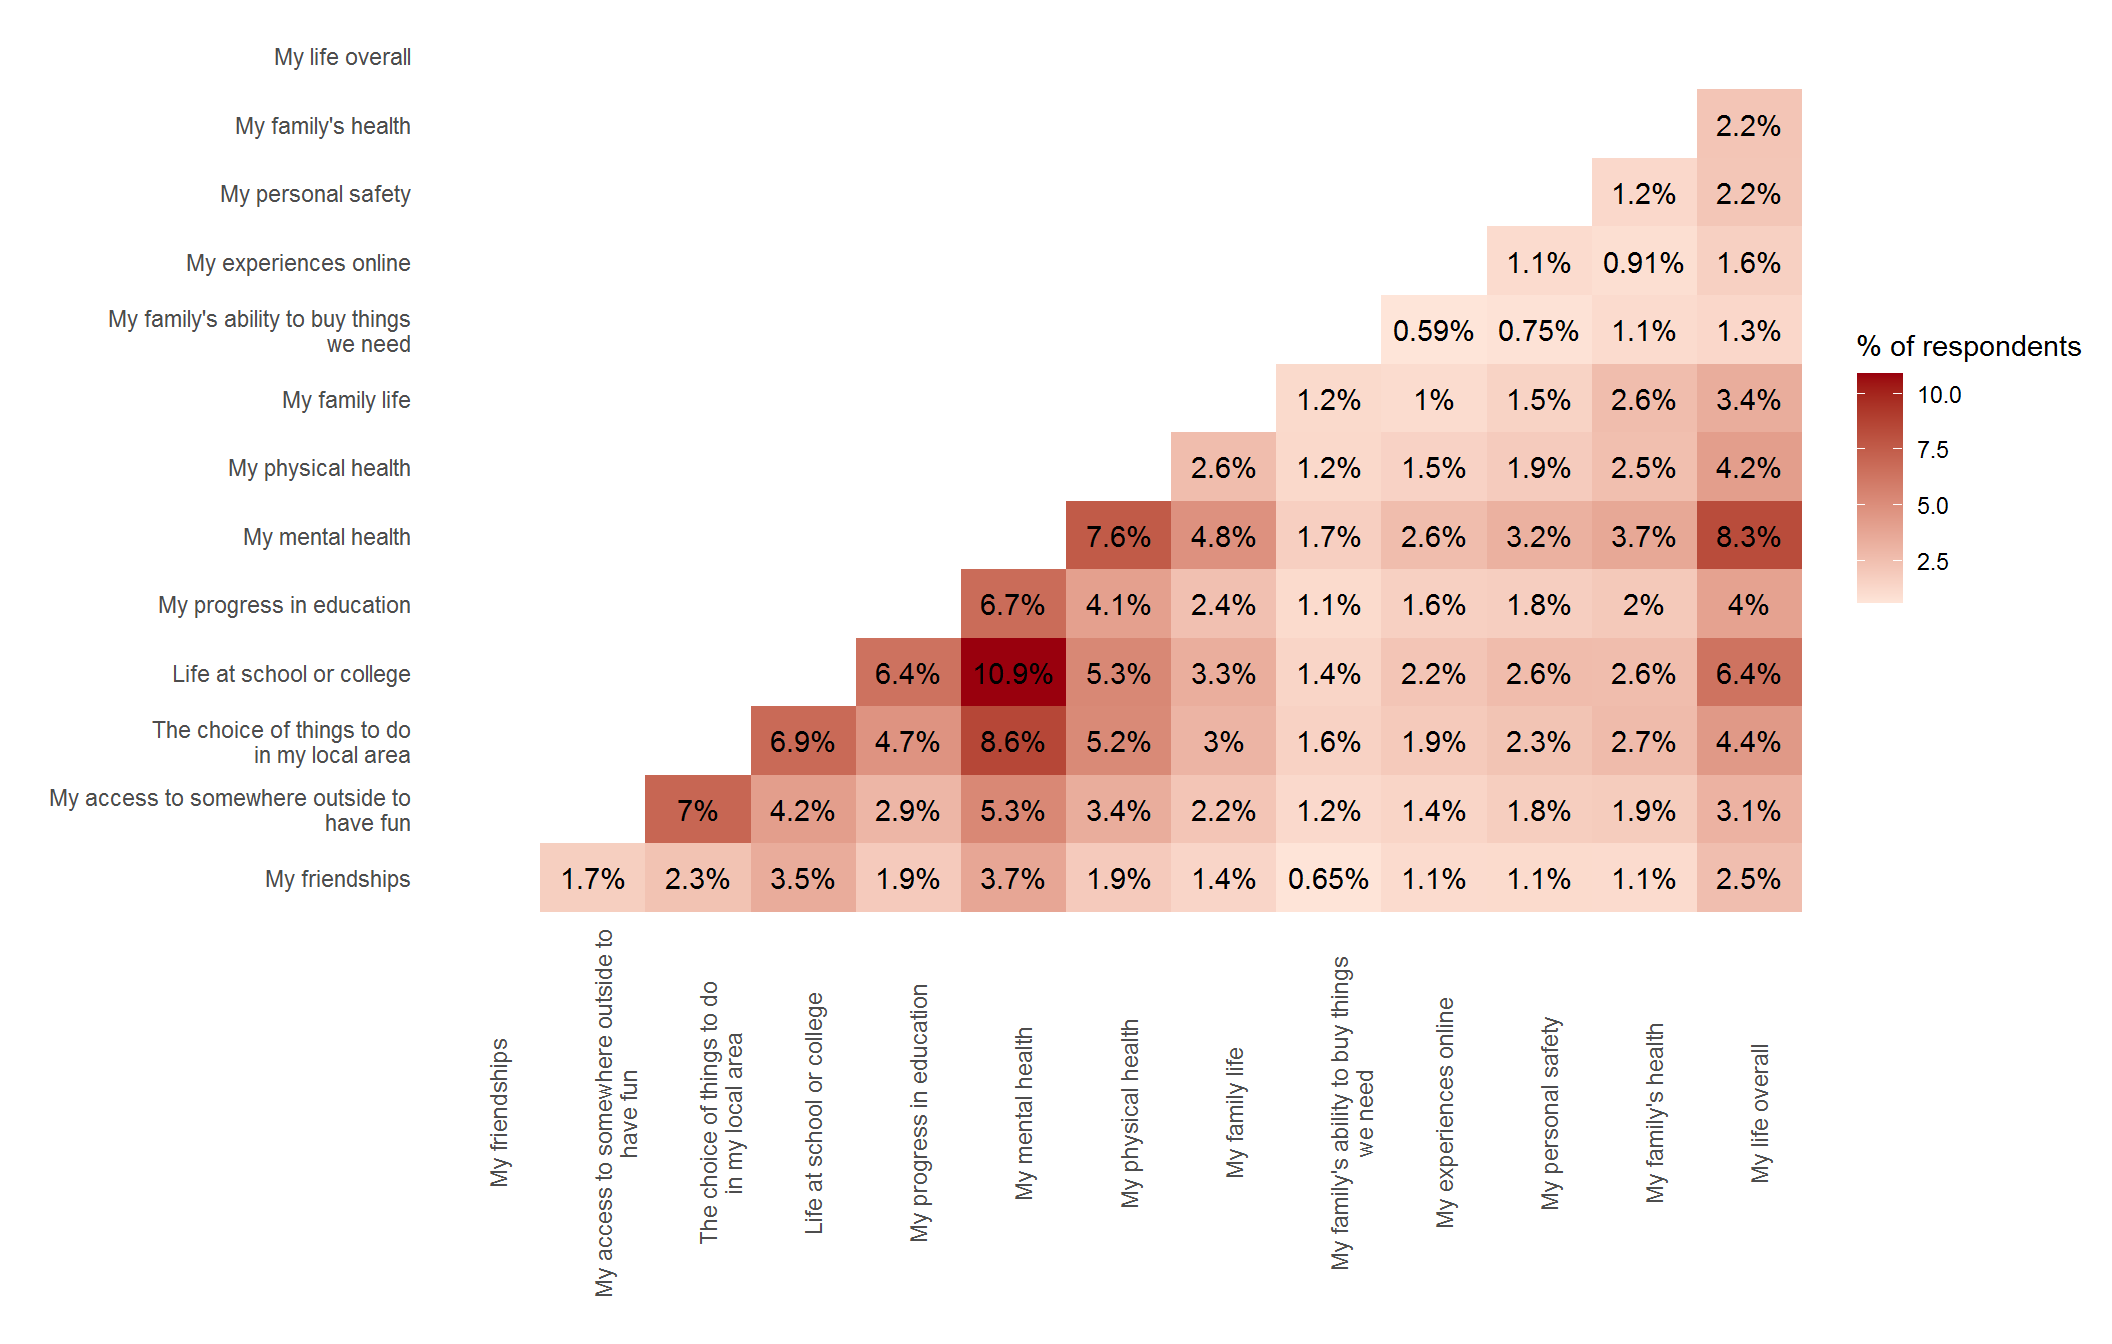 My life overall
My family's health
2.2%
My personal safety
1.2% 2.2%
My experiences online
1.1% 0.91% 1.6%
My family's ability to buy things
we need
0.59% 0.75% 1.1% 1.3%
My family life
1.2% 1% 1.5% 2.6% 3.4%
My physical health
2.6% 1.2% 1.5% 1.9% 2.5% 4.2%
My mental health
7.6% 4.8% 1.7% 2.6% 3.2% 3.7% 8.3%
My progress in education
6.7% 4.1% 2.4% 1.1% 1.6% 1.8% 2% 4%
Life at school or college
6.4% 10.9% 5.3% 3.3% 1.4% 2.2% 2.6% 2.6% 6.4%
The choice of things to do
in my local area
6.9% 4.7% 8.6% 5.2% 3% 1.6% 1.9% 2.3% 2.7% 4.4%
My access to somewhere outside to
have fun
7% 4.2% 2.9% 5.3% 3.4% 2.2% 1.2% 1.4% 1.8% 1.9% 3.1%
My friendships
1.7% 2.3% 3.5% 1.9% 3.7% 1.9% 1.4% 0.65% 1.1% 1.1% 1.1% 2.5%
My friendships
My access to somewhere outside to
have fun
The choice of things to do
in my local area
Life at school or college
My progress in education
My mental health
My physical health
My family life
My family's ability to buy things
we need
My experiences online
My personal safety
My family's health
My life overall
% of respondents
10.0
7.5
5.0
2.5